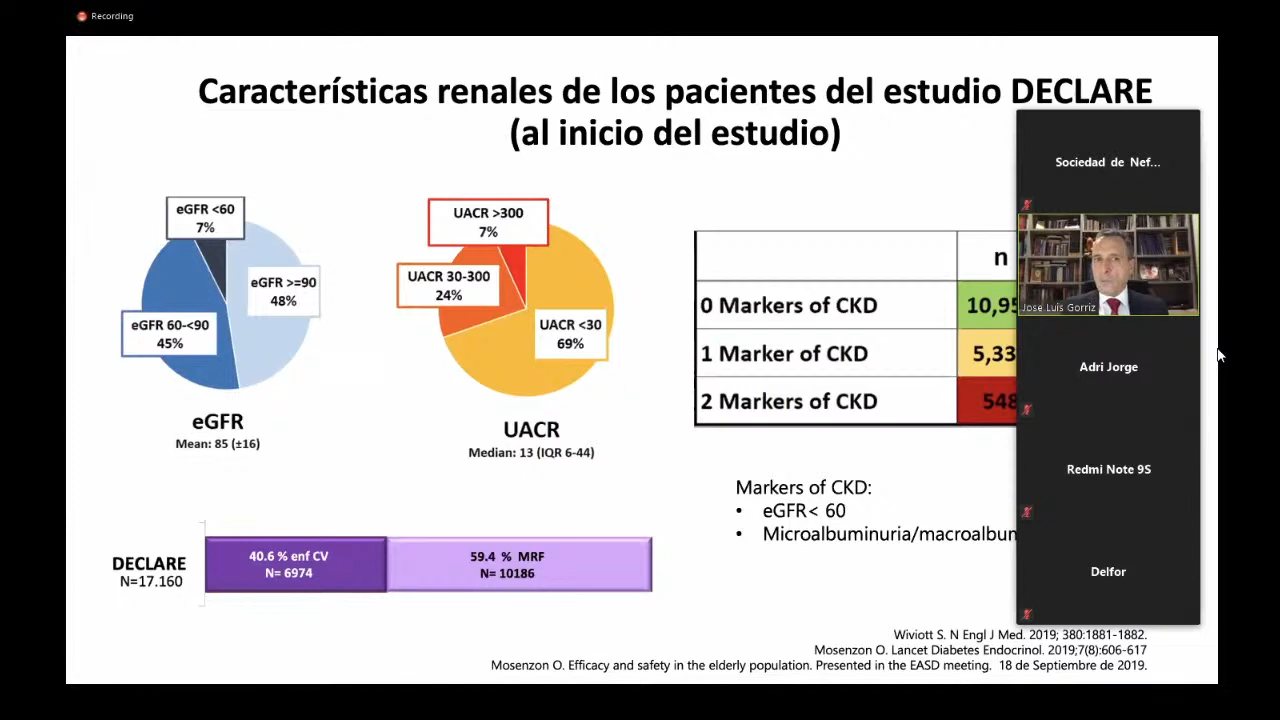 Recording
Características renales de los pacientes del estudio DECLARE
(al inicio del estudio)
eGFR <60
7%
eGFR >=90
48%
eGFR 60-<90
45%
eGFR
Mean: 85 (±16)
UACR >300
7%
UACR 30-300
24%
UACR <30
69%
UACR
Median: 13 (IQR 6-44)
n
0 Markers of CKD 10,95
1 Marker of CKD 5,33
2 Markers of CKD 548
Markers of CKD:
• eGFR< 60
• Microalbuminuria/macroalbun
DECLARE
N=17.160
40.6 % enf CV
N= 6974
59.4 % MRF
N= 10186
Wiviott S. N Engl J Med. 2019; 380:1881-1882.
Mosenzon O. Lancet Diabetes Endocrinol. 2019;7(8):606-617
Mosenzon O. Efficacy and safety in the elderly population. Presented in the EASD meeting. 18 de Septiembre de 2019.
Sociedad de Nef...
Jose Luis Gorriz
Adri Jorge
Redmi Note 9S
Delfor